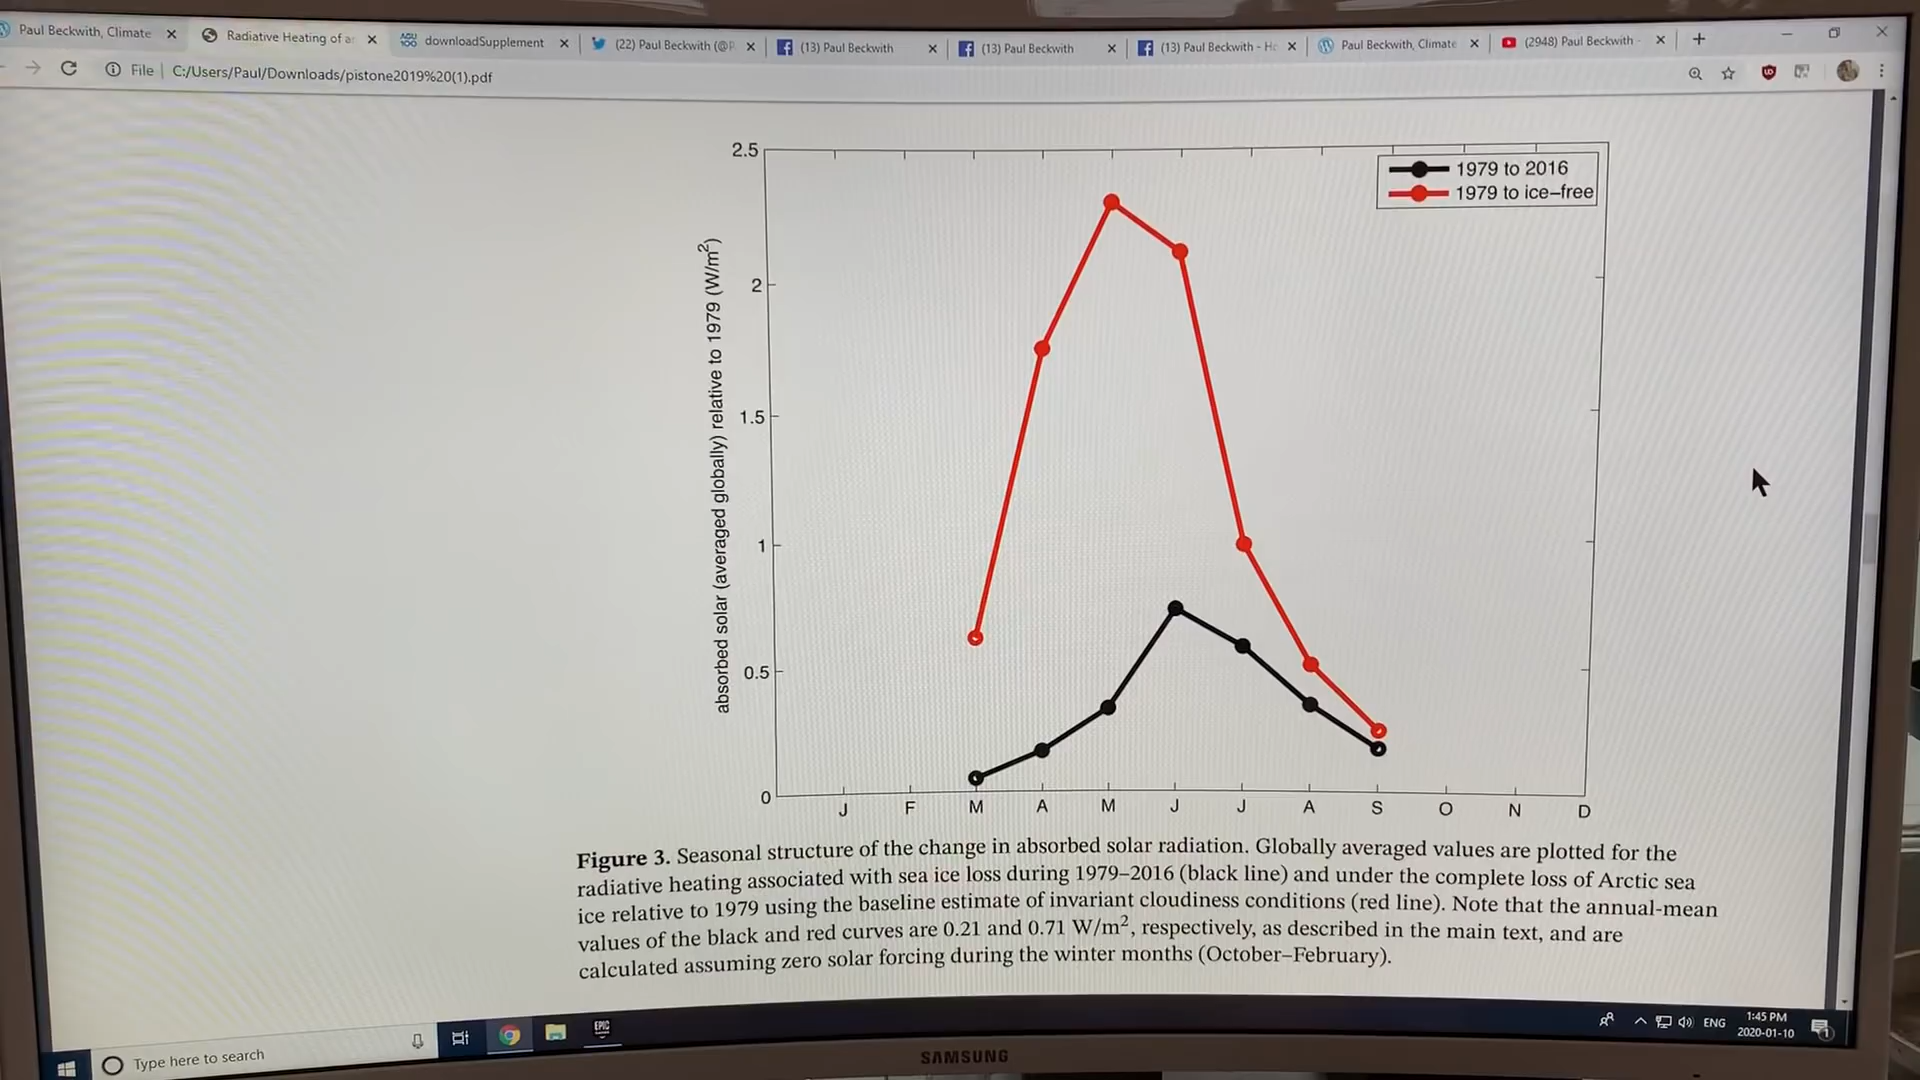 Paul Beckwith, Climate
Radiative Heating of a
AGU 100 downloadSupplement
(22) Paul Beckwith (@P
(13) Paul Beckwith
(13) Paul Beckwith
(13) Paul Beckwith - Ho
Paul Beckwith, Climate
(2948) Paul Beckwith -
File C:/Users/Paul/Downloads/pistone2019%20(1).pdf
absorbed solar (averaged globally) relative to 1979 (W/m²)
2.5
2
1.5
1
0.5
0
1979 to 2016
1979 to ice–free
J F M A M J J A S O N D
Figure 3. Seasonal structure of the change in absorbed solar radiation. Globally averaged values are plotted for the
radiative heating associated with sea ice loss during 1979–2016 (black line) and under the complete loss of Arctic sea
ice relative to 1979 using the baseline estimate of invariant cloudiness conditions (red line). Note that the annual-mean
values of the black and red curves are 0.21 and 0.71 W/m², respectively, as described in the main text, and are
calculated assuming zero solar forcing during the winter months (October–February).
Type here to search
EPIC
ENG
1:45 PM
2020-01-10
1
SAMSUNG